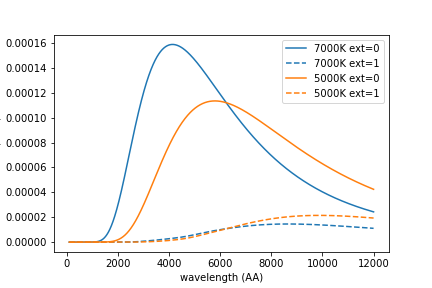 0.00016
0.00014
0.00012
0.00010
0.00008
0.00006
0.00004
0.00002
0.00000
7000K ext=0
7000K ext=1
5000K ext=0
5000K ext=1
0 2000 4000 6000 8000 10000 12000
wavelength (AA)